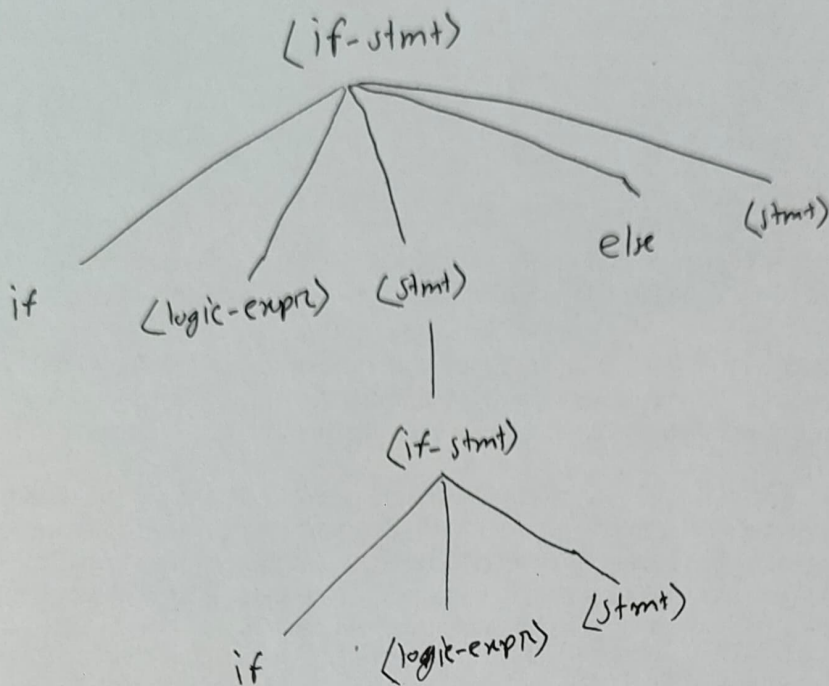 <if-stmt>
if <logic-expr> <stmt> else <stmt>
<if-stmt>
if <logic-expr> <stmt>